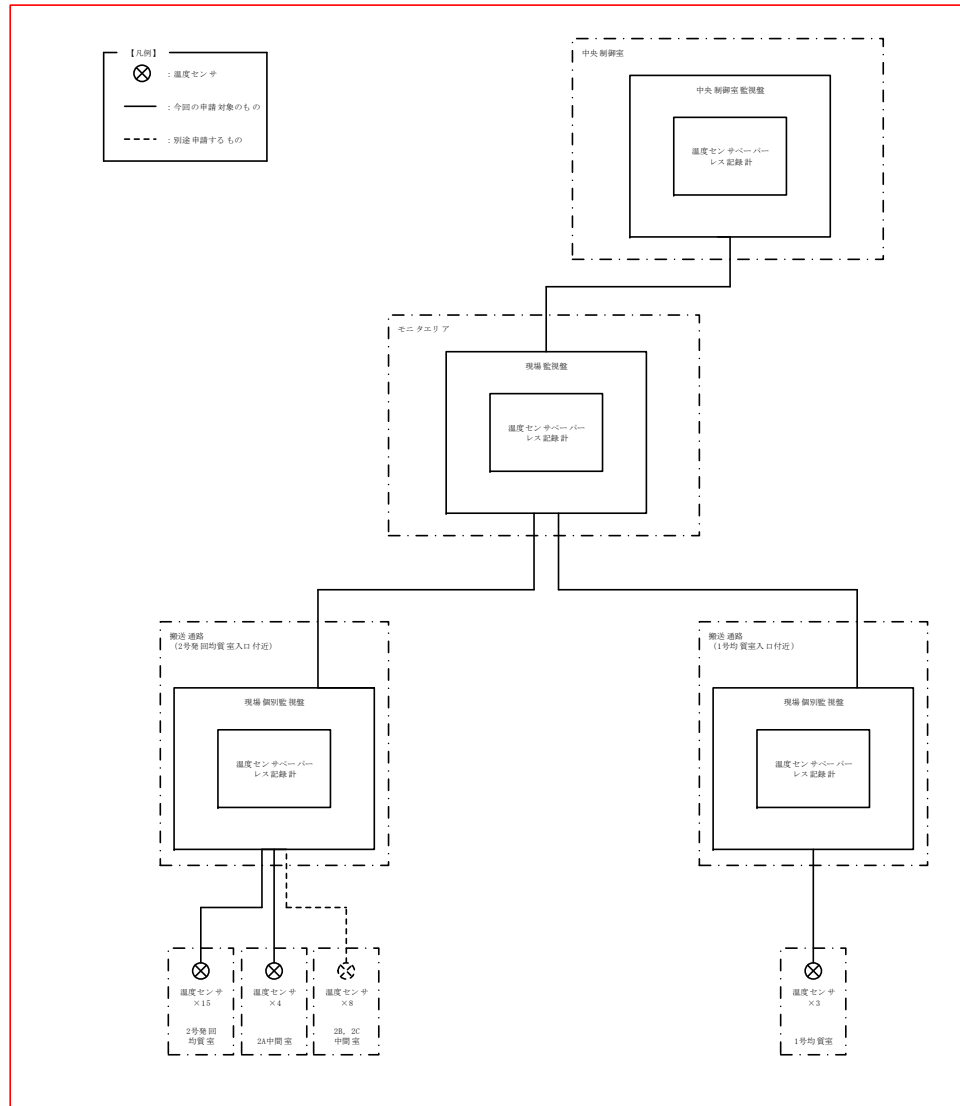 【凡例】
：温度センサ
：今回の申請対象のもの
：別途申請するもの
中央制御室
中央制御室監視盤
温度センサペーパー
レス記録計
モニタエリア
現場監視盤
温度センサペーパー
レス記録計
搬送通路
（2号発回均質室入口付近）
現場個別監視盤
温度センサペーパー
レス記録計
搬送通路
（1号均質室入口付近）
現場個別監視盤
温度センサペーパー
レス記録計
温度センサ
×15
2号発回
均質室
温度センサ
×4
2A中間室
温度センサ
×8
2B，2C
中間室
温度センサ
×3
1号均質室